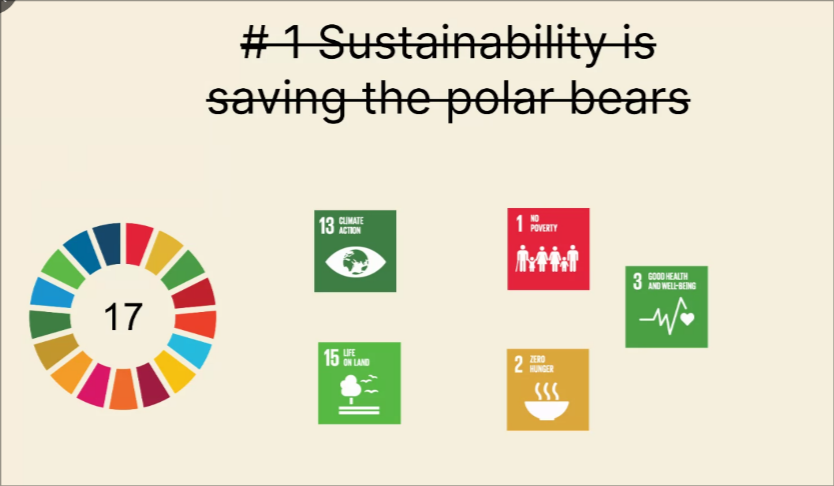 # 1 Sustainability is
saving the polar bears
17
13 CLIMATE
ACTION
1 NO
POVERTY
3 GOOD HEALTH
AND WELL-BEING
15 LIFE
ON LAND
2 ZERO
HUNGER